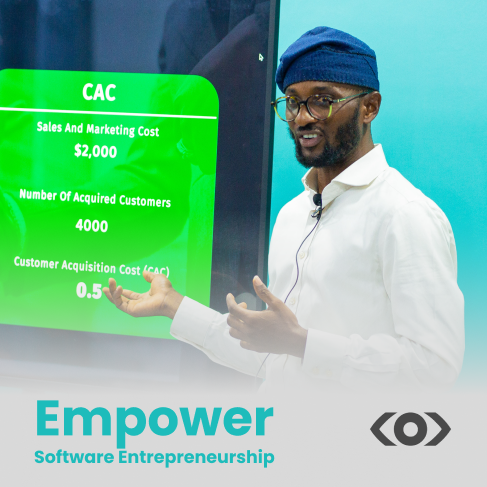 CAC
Sales And Marketing Cost
$2,000
Number Of Acquired Customers
4000
Customer Acquisition Cost (CAC)
0.5
Empower
Software Entrepreneurship